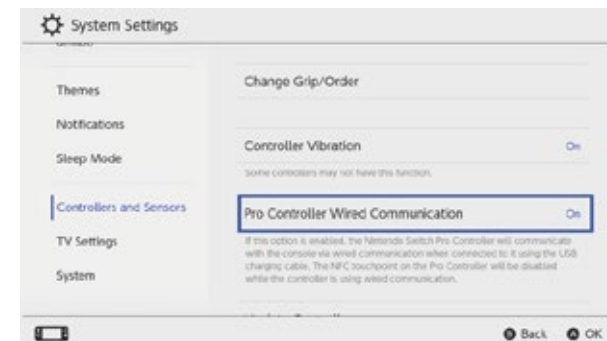 System Settings
Themes
Notifications
Sleep Mode
Controllers and Sensors
TV Settings
System
Change Grip/Order
Controller Vibration On
Some controllers may not have this function.
Pro Controller Wired Communication On
If this option is enabled, the Nintendo Switch Pro Controller will communicate
with the console via wired communication when connected to it using the USB
charging cable. The NFC touchpoint on the Pro Controller will be disabled
while the controller is using wired communication.
B Back A OK